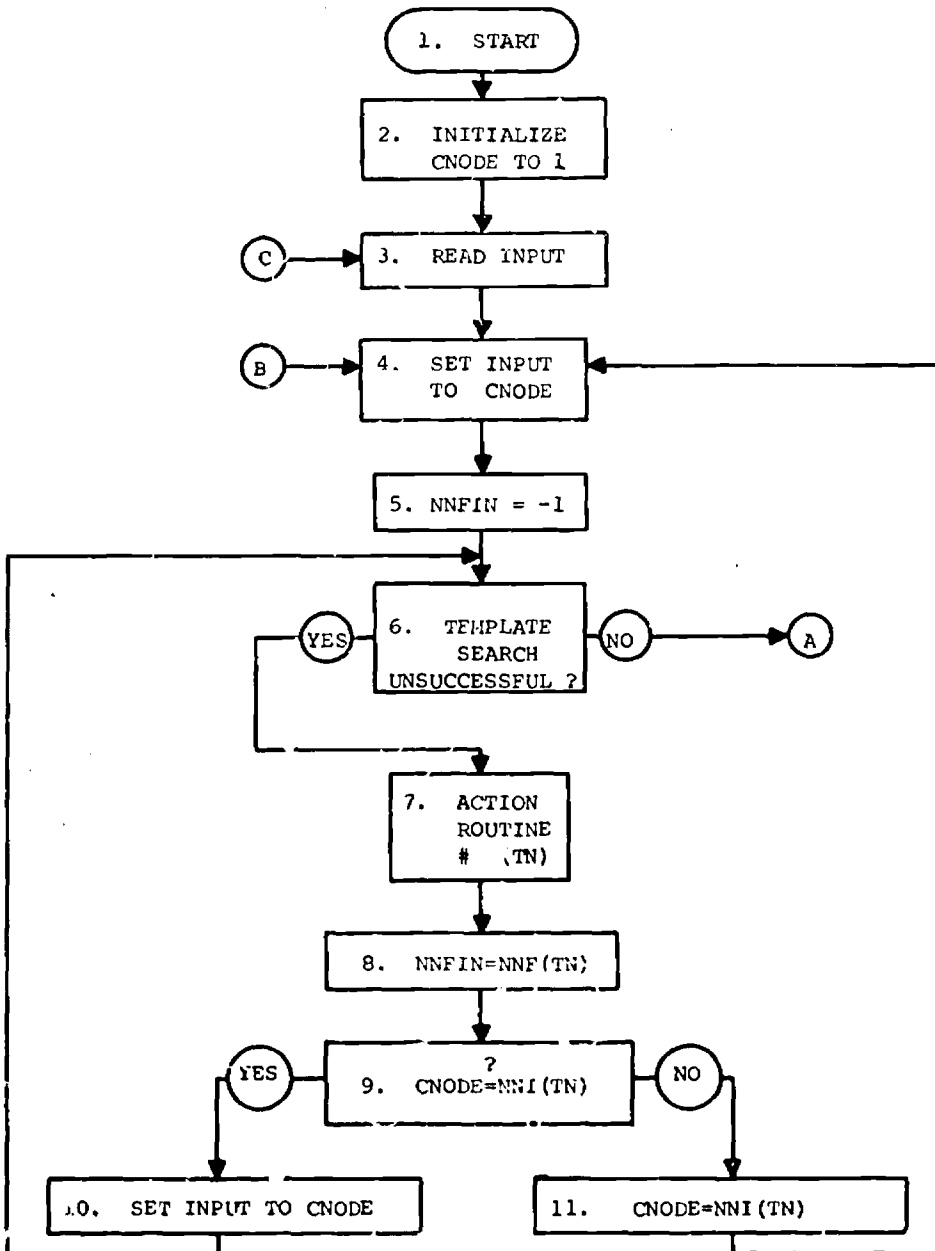 1. START
2. INITIALIZE
CNODE TO 1
C
3. READ INPUT
B
4. SET INPUT
TO CNODE
5. NNFIN = -1
YES
6. TEMPLATE
SEARCH
UNSUCCESSFUL ?
NO
A
7. ACTION
ROUTINE
# (TN)
8. NNFIN=NNF(TN)
YES
?
9. CNODE=NNI(TN)
NO
10. SET INPUT TO CNODE
11. CNODE=NNI(TN)